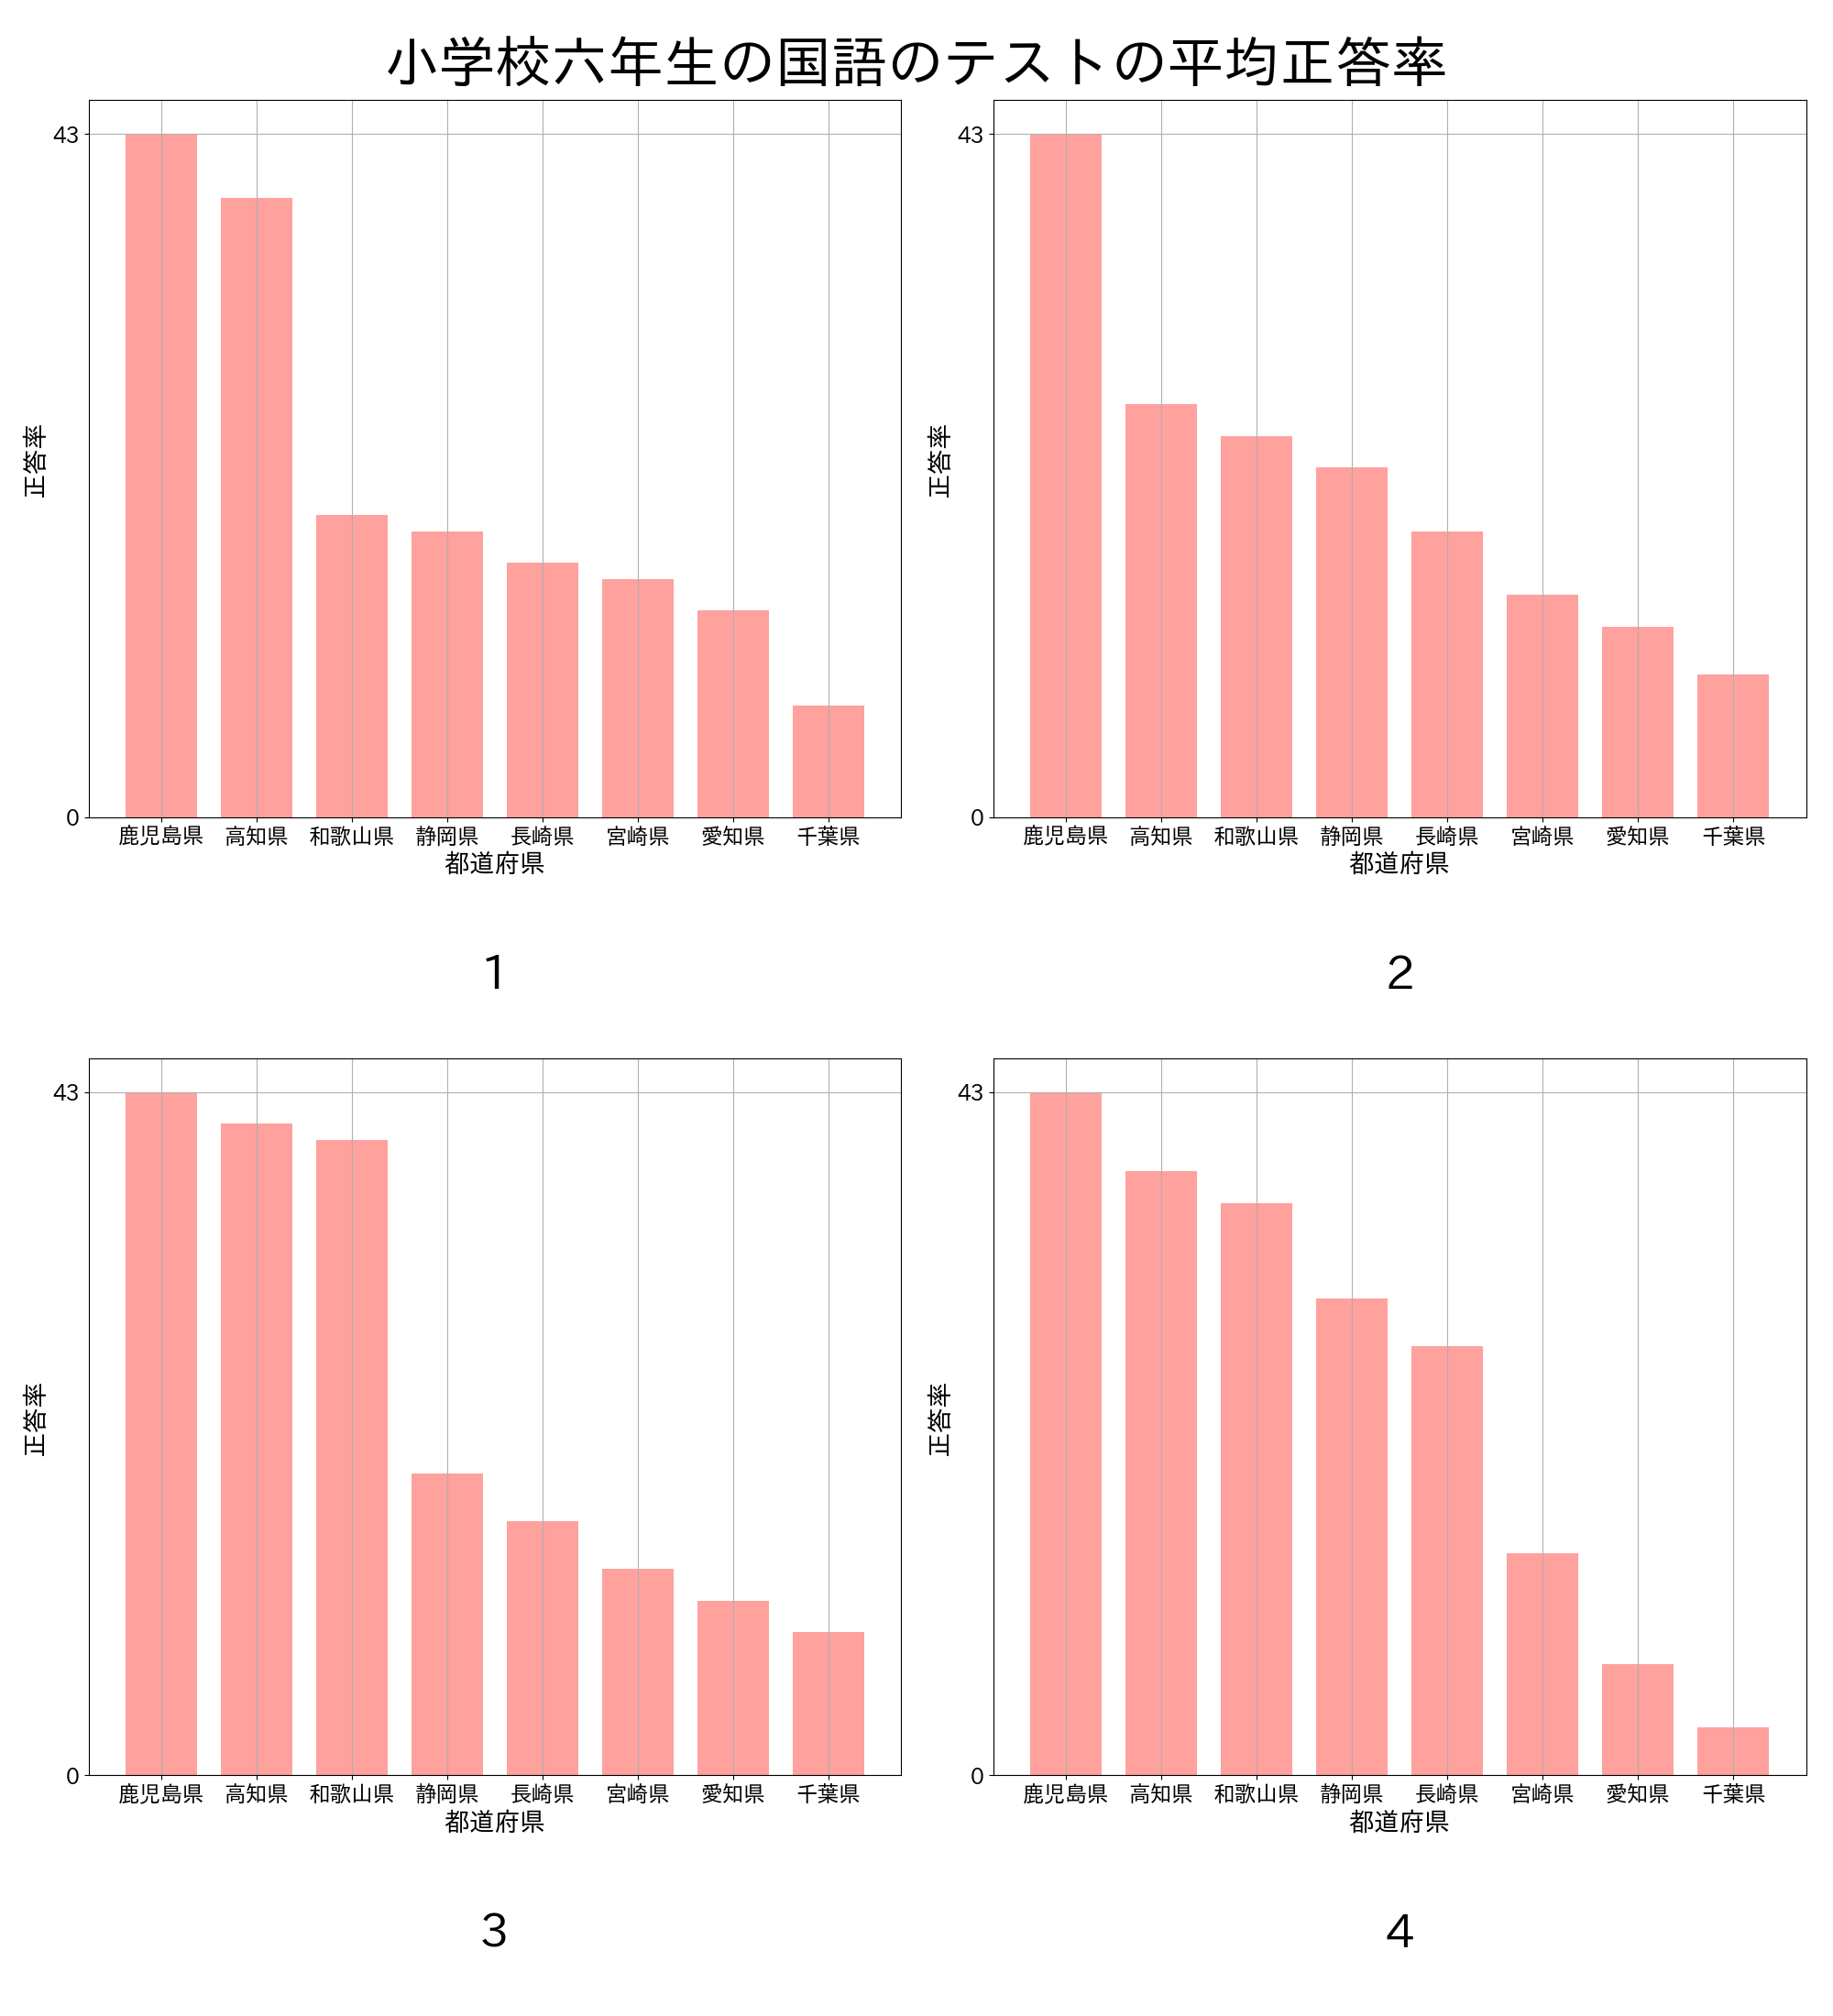 小学校六年生の国語のテストの平均正答率
43
0
正答率
鹿児島県 高知県 和歌山県 静岡県 長崎県 宮崎県 愛知県 千葉県
都道府県
1
43
0
正答率
鹿児島県 高知県 和歌山県 静岡県 長崎県 宮崎県 愛知県 千葉県
都道府県
2
43
0
正答率
鹿児島県 高知県 和歌山県 静岡県 長崎県 宮崎県 愛知県 千葉県
都道府県
3
43
0
正答率
鹿児島県 高知県 和歌山県 静岡県 長崎県 宮崎県 愛知県 千葉県
都道府県
4